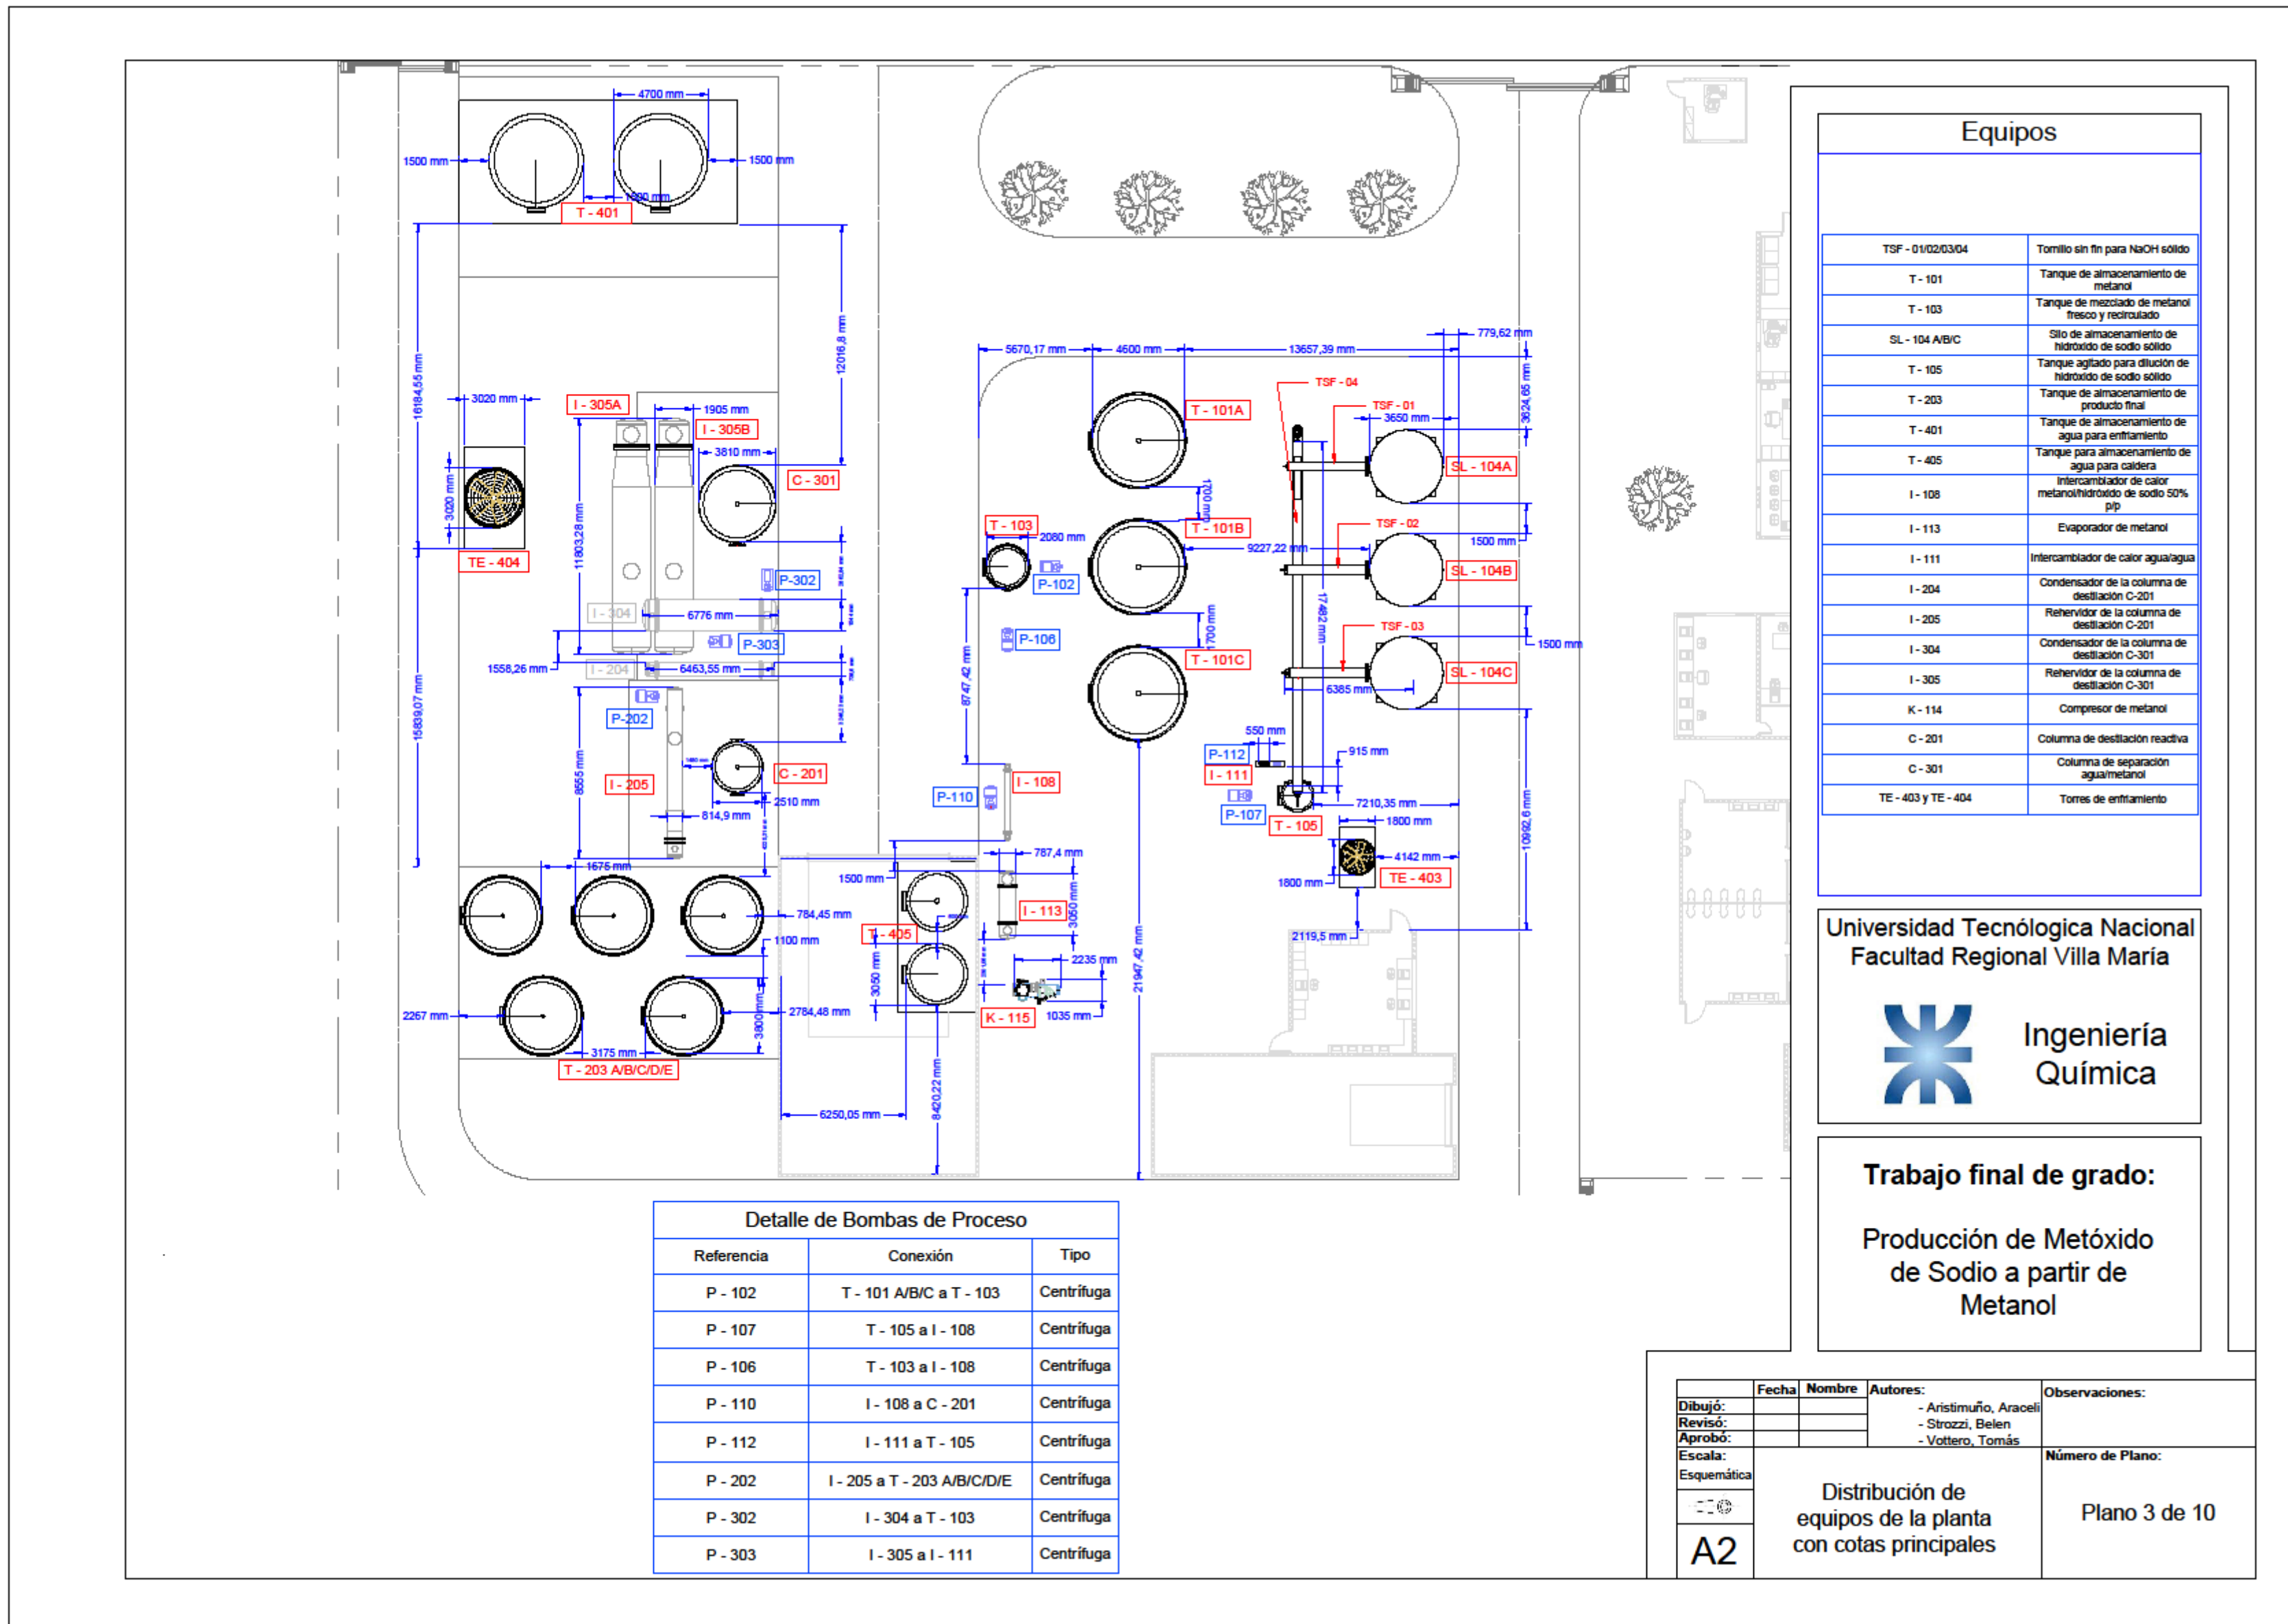 4700 mm
1500 mm
1500 mm
T - 401
16184,55 mm
12016,8 mm
3020 mm
I - 305A
1905 mm
I - 305B
3810 mm
C - 301
3020 mm
11803,28 mm
TE - 404
P-302
I - 304
6776 mm
P-303
1558,26 mm
I - 204
6463,55 mm
15839,07 mm
P-202
8555 mm
I - 205
C - 201
2510 mm
814,9 mm
1675 mm
784,45 mm
1100 mm
2267 mm
3800 mm
2784,48 mm
3175 mm
T - 203 A/B/C/D/E
779,62 mm
5670,17 mm
4600 mm
13657,39 mm
3624,65 mm
TSF - 04
T - 101A
TSF - 01
3650 mm
SL - 104A
1700 mm
T - 103
2080 mm
T - 101B
TSF - 02
1500 mm
9227,22 mm
P-102
SL - 104B
17482 mm
P-106
1700 mm
TSF - 03
1500 mm
T - 101C
SL - 104C
6385 mm
8747,42 mm
550 mm
P-112
915 mm
I - 111
I - 108
P-110
P-107
7210,35 mm
T - 105
1800 mm
10992,6 mm
787,4 mm
4142 mm
1500 mm
1800 mm
TE - 403
3050 mm
I - 113
T - 405
2119,5 mm
3050 mm
2235 mm
21947,42 mm
K - 115
1035 mm
6250,05 mm
8420,22 mm
Equipos
TSF - 01/02/03/04
Tornillo sin fin para NaOH sólido
T - 101
Tanque de almacenamiento de
metanol
T - 103
Tanque de mezclado de metanol
fresco y recirculado
SL - 104 A/B/C
Silo de almacenamiento de
hidróxido de sodio sólido
T - 105
Tanque agitado para dilución de
hidróxido de sodio sólido
T - 203
Tanque de almacenamiento de
producto final
T - 401
Tanque de almacenamiento de
agua para enfriamiento
T - 405
Tanque para almacenamiento de
agua para caldera
I - 108
Intercambiador de calor
metanol/hidróxido de sodio 50%
p/p
I - 113
Evaporador de metanol
I - 111
Intercambiador de calor agua/agua
I - 204
Condensador de la columna de
destilación C-201
I - 205
Rehervidor de la columna de
destilación C-201
I - 304
Condensador de la columna de
destilación C-301
I - 305
Rehervidor de la columna de
destilación C-301
K - 114
Compresor de metanol
C - 201
Columna de destilación reactiva
C - 301
Columna de separación
agua/metanol
TE - 403 y TE - 404
Torres de enfriamiento
Universidad Tecnólogica Nacional
Facultad Regional Villa María
Ingeniería
Química
Trabajo final de grado:
Producción de Metóxido
de Sodio a partir de
Metanol
Detalle de Bombas de Proceso
Referencia Conexión Tipo
P - 102 T - 101 A/B/C a T - 103 Centrífuga
P - 107 T - 105 a I - 108 Centrífuga
P - 106 T - 103 a I - 108 Centrífuga
P - 110 I - 108 a C - 201 Centrífuga
P - 112 I - 111 a T - 105 Centrífuga
P - 202 I - 205 a T - 203 A/B/C/D/E Centrífuga
P - 302 I - 304 a T - 103 Centrífuga
P - 303 I - 305 a I - 111 Centrífuga
Fecha Nombre Autores: Observaciones:
Dibujó:
- Aristimuño, Araceli
Revisó:
- Strozzi, Belen
Aprobó:
- Vottero, Tomás
Escala:
Esquemática
A2
Distribución de
equipos de la planta
con cotas principales
Número de Plano:
Plano 3 de 10